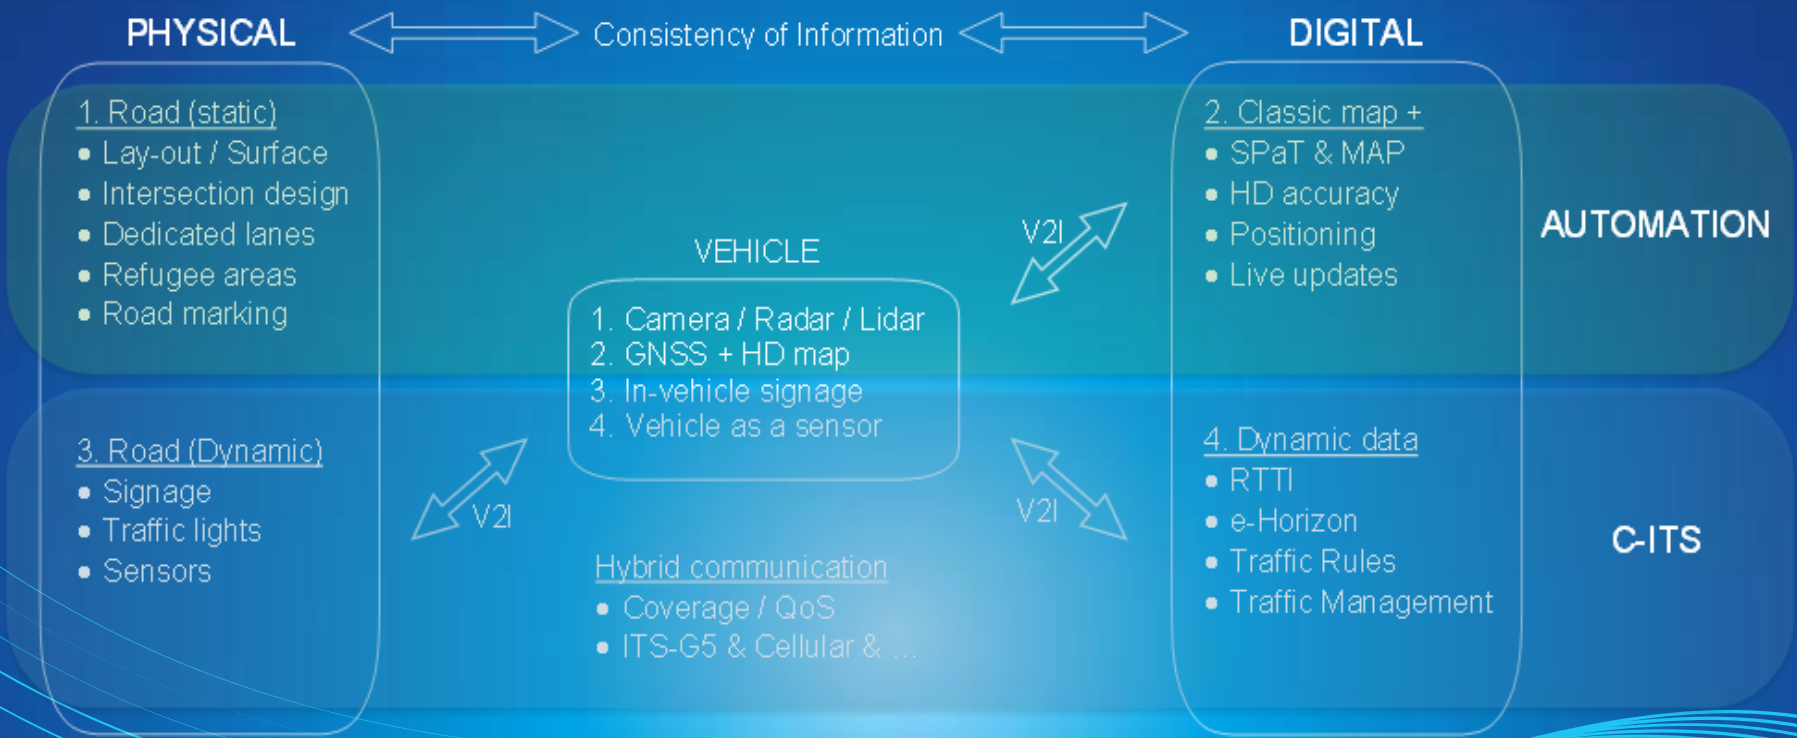 PHYSICAL
Consistency of Information
DIGITAL
1. Road (static)
• Lay-out / Surface
• Intersection design
• Dedicated lanes
• Refugee areas
• Road marking
2. Classic map +
• SPaT & MAP
• HD accuracy
• Positioning
• Live updates
AUTOMATION
V2I
VEHICLE
1. Camera / Radar / Lidar
2. GNSS + HD map
3. In-vehicle signage
4. Vehicle as a sensor
3. Road (Dynamic)
• Signage
• Traffic lights
• Sensors
V2I
V2I
Hybrid communication
• Coverage / QoS
• ITS-G5 & Cellular & ...
4. Dynamic data
• RTTI
• e-Horizon
• Traffic Rules
• Traffic Management
C-ITS